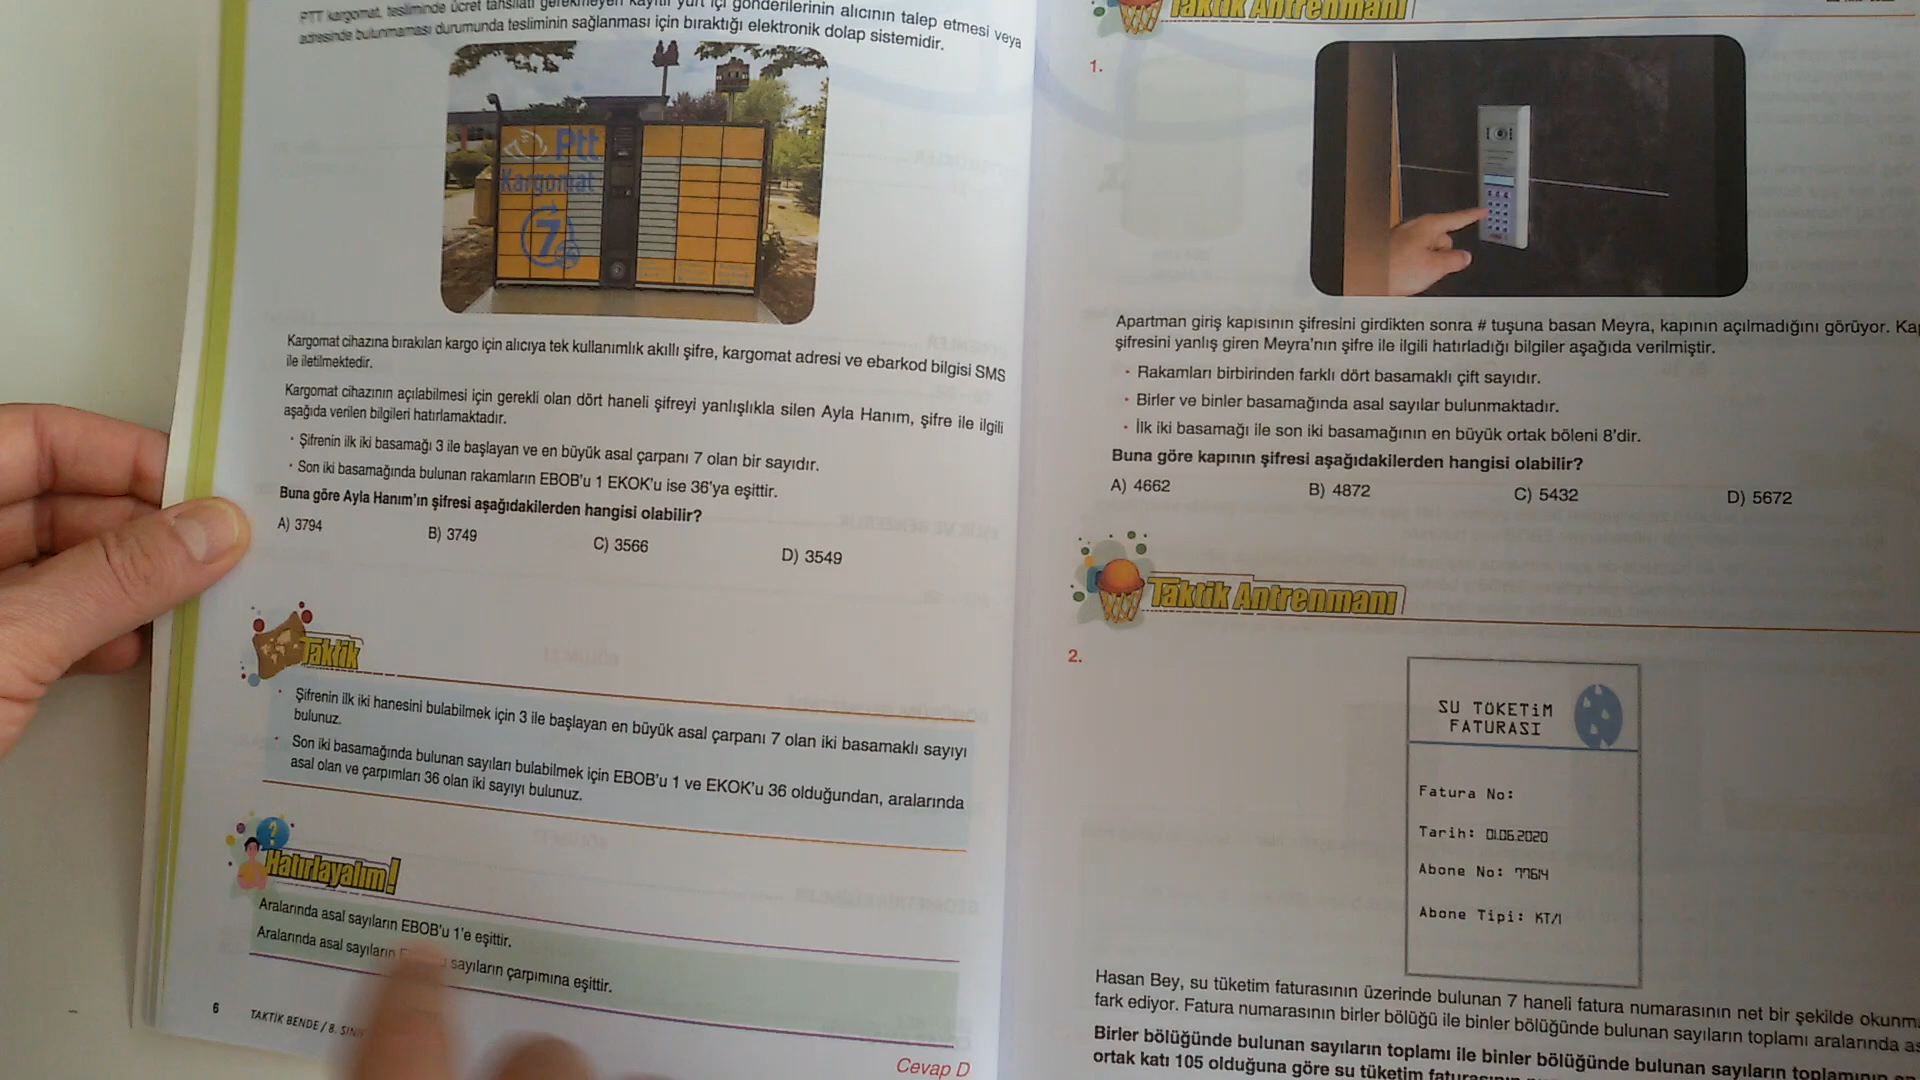 PTT kargomat, tesliminde ücret tahsilatı gerekmeyen kayıtlı yurt içi gönderilerinin alıcının talep etmesi veya
adresinde bulunmaması durumunda tesliminin sağlanması için bıraktığı elektronik dolap sistemidir.
Ptt
Kargomat
7
Kargomat cihazına bırakılan kargo için alıcıya tek kullanımlık akıllı şifre, kargomat adresi ve ebarkod bilgisi SMS
ile iletilmektedir.
Kargomat cihazının açılabilmesi için gerekli olan dört haneli şifreyi yanlışlıkla silen Ayla Hanım, şifre ile ilgili
aşağıda verilen bilgileri hatırlamaktadır.
• Şifrenin ilk iki basamağı 3 ile başlayan ve en büyük asal çarpanı 7 olan bir sayıdır.
• Son iki basamağında bulunan rakamların EBOB'u 1 EKOK'u ise 36'ya eşittir.
Buna göre Ayla Hanım'ın şifresi aşağıdakilerden hangisi olabilir?
A) 3794 B) 3749 C) 3566 D) 3549
Taktik
• Şifrenin ilk iki hanesini bulabilmek için 3 ile başlayan en büyük asal çarpanı 7 olan iki basamaklı sayıyı
bulunuz.
• Son iki basamağında bulunan sayıları bulabilmek için EBOB'u 1 ve EKOK'u 36 olduğundan, aralarında
asal olan ve çarpımları 36 olan iki sayıyı bulunuz.
?
Hatırlayalım!
Aralarında asal sayıların EBOB'u 1'e eşittir.
Aralarında asal sayıların sayıların çarpımına eşittir.
6 TAKTİK BENDE / 8. SINIF
Cevap D
Taktik Antrenmanı
1.
Apartman giriş kapısının şifresini girdikten sonra # tuşuna basan Meyra, kapının açılmadığını görüyor.
şifresini yanlış giren Meyra'nın şifre ile ilgili hatırladığı bilgiler aşağıda verilmiştir.
• Rakamları birbirinden farklı dört basamaklı çift sayıdır.
• Birler ve binler basamağında asal sayılar bulunmaktadır.
• İlk iki basamağı ile son iki basamağının en büyük ortak böleni 8'dir.
Buna göre kapının şifresi aşağıdakilerden hangisi olabilir?
A) 4662 B) 4872 C) 5432 D) 5672
Taktik Antrenmanı
2.
SU TÜKETİM
FATURASI
Fatura No:
Tarih: 01.06.2020
Abone No: 77614
Abone Tipi: KT/1
Hasan Bey, su tüketim faturasının üzerinde bulunan 7 haneli fatura numarasının net bir şekilde
fark ediyor. Fatura numarasının birler bölüğü ile binler bölüğünde bulunan sayıların toplamı aralarında
Birler bölüğünde bulunan sayıların toplamı ile binler bölüğünde bulunan sayıların toplamının
ortak katı 105 olduğuna göre su tüketim